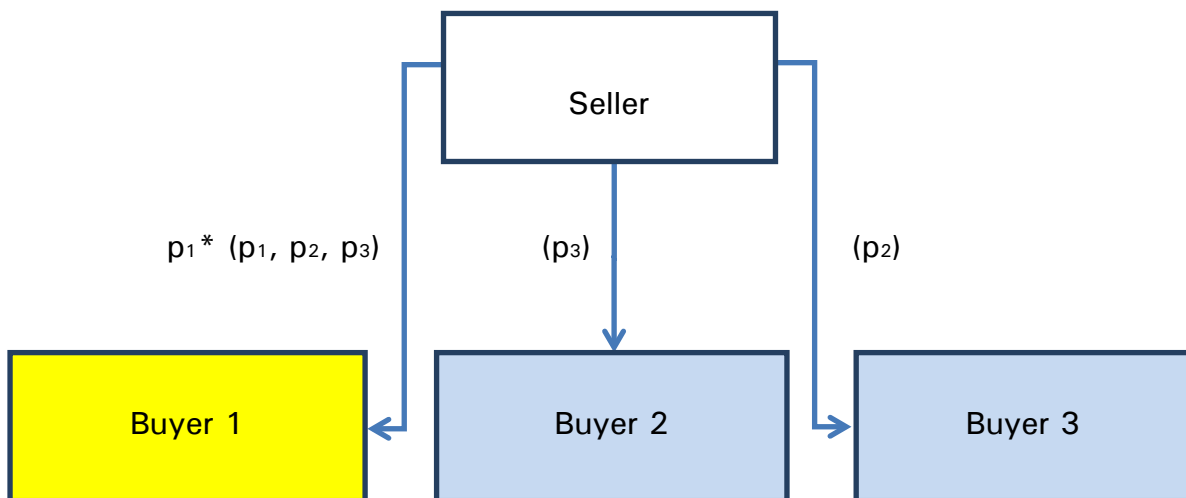 Seller
p₁* (p₁, p₂, p₃)
(p₃)
(p₂)
Buyer 1
Buyer 2
Buyer 3